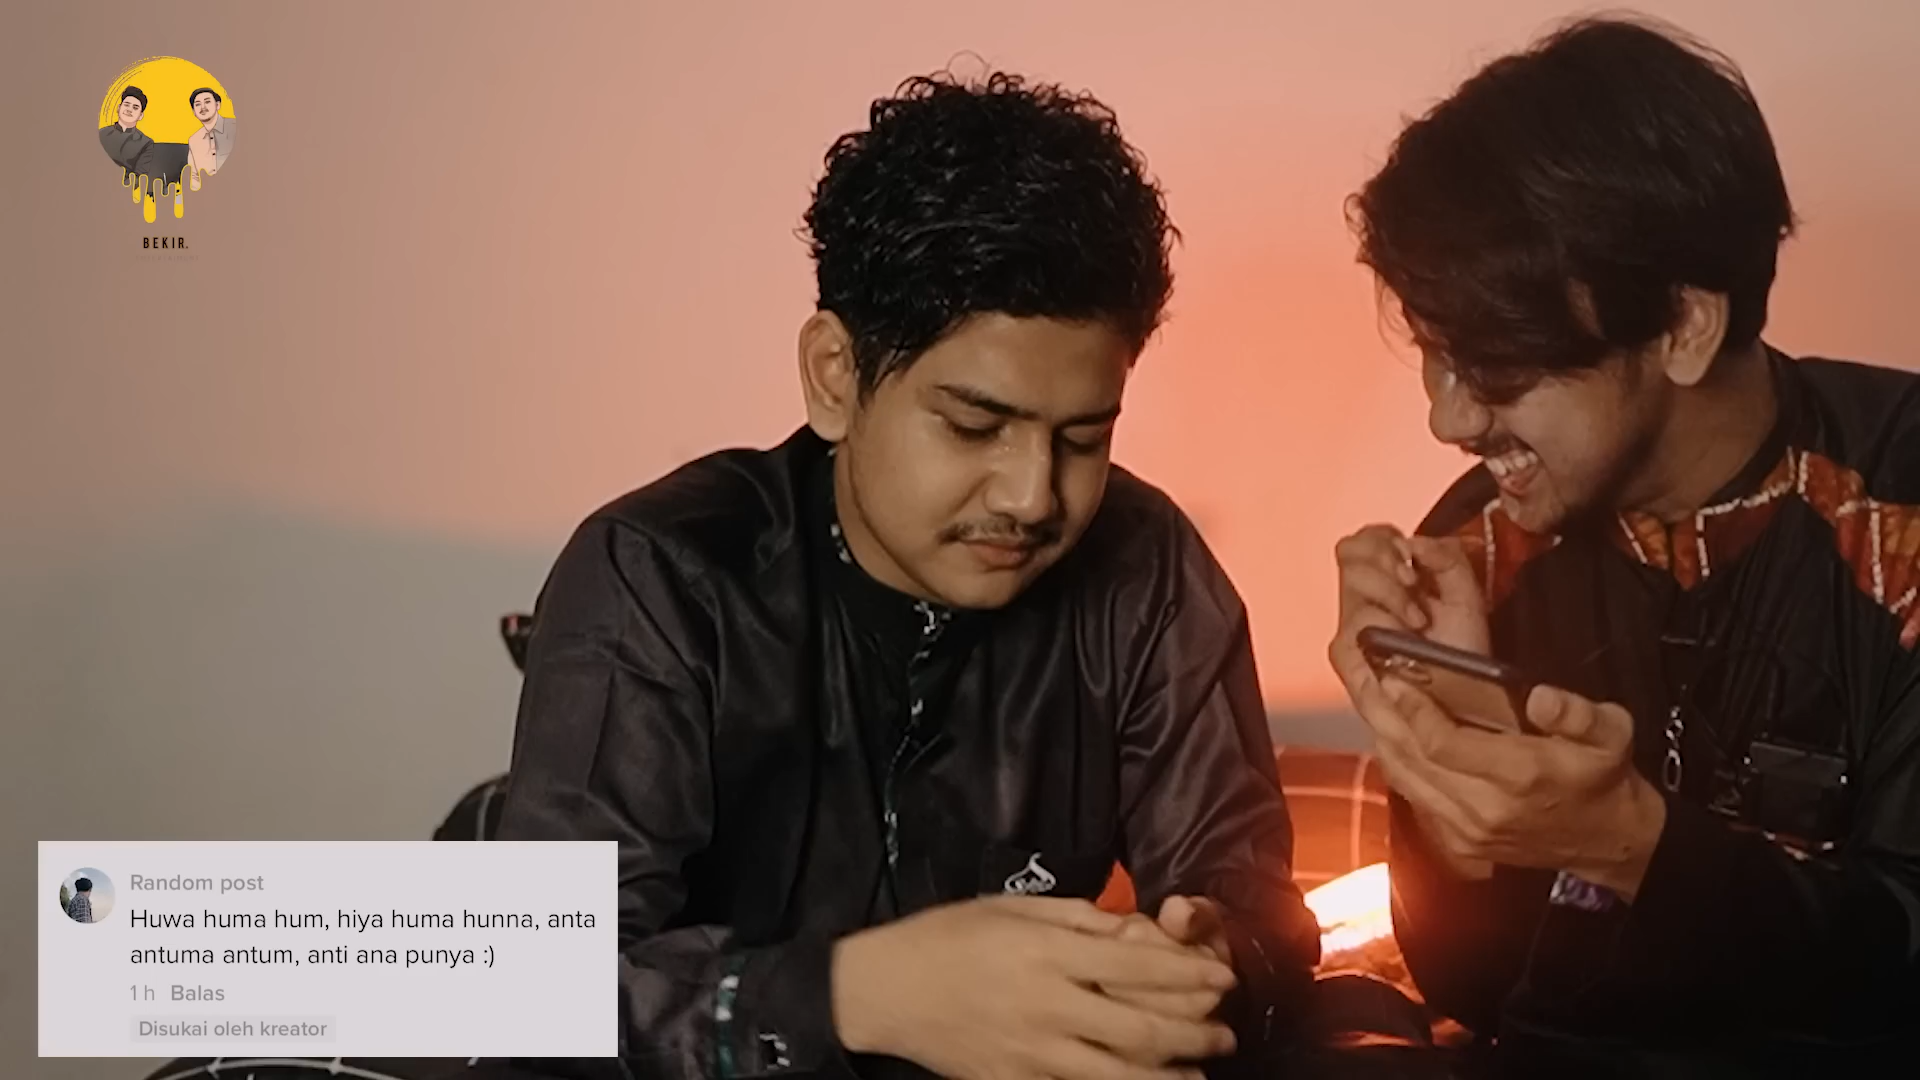 BEKIR.
Random post
Huwa huma hum, hiya huma hunna, anta
antuma antum, anti ana punya :)
1 h Balas
Disukai oleh kreator